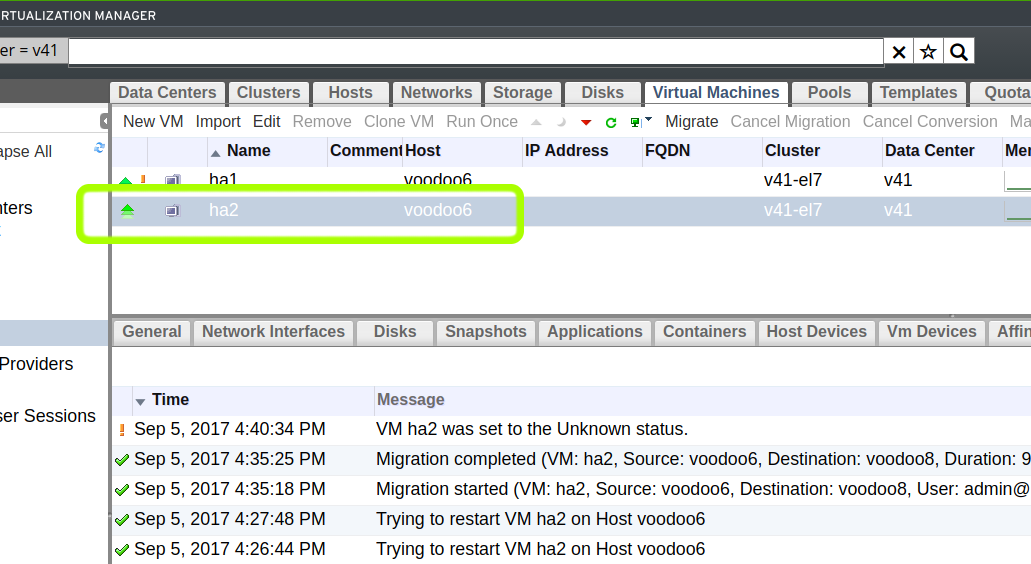 RTUALIZATION MANAGER
er = v41
Data Centers Clusters Hosts Networks Storage Disks Virtual Machines Pools Templates Quota
New VM Import Edit Remove Clone VM Run Once Migrate Cancel Migration Cancel Conversion Ma
apse All
Name Comment Host IP Address FQDN Cluster Data Center Mem
ha1 voodoo6 v41-el7 v41
nters
ha2 voodoo6 v41-el7 v41
General Network Interfaces Disks Snapshots Applications Containers Host Devices Vm Devices Affin
Providers
Time Message
ser Sessions
Sep 5, 2017 4:40:34 PM VM ha2 was set to the Unknown status.
Sep 5, 2017 4:35:25 PM Migration completed (VM: ha2, Source: voodoo6, Destination: voodoo8, Duration: 9
Sep 5, 2017 4:35:18 PM Migration started (VM: ha2, Source: voodoo6, Destination: voodoo8, User: admin@
Sep 5, 2017 4:27:48 PM Trying to restart VM ha2 on Host voodoo6
Sep 5, 2017 4:26:44 PM Trying to restart VM ha2 on Host voodoo6